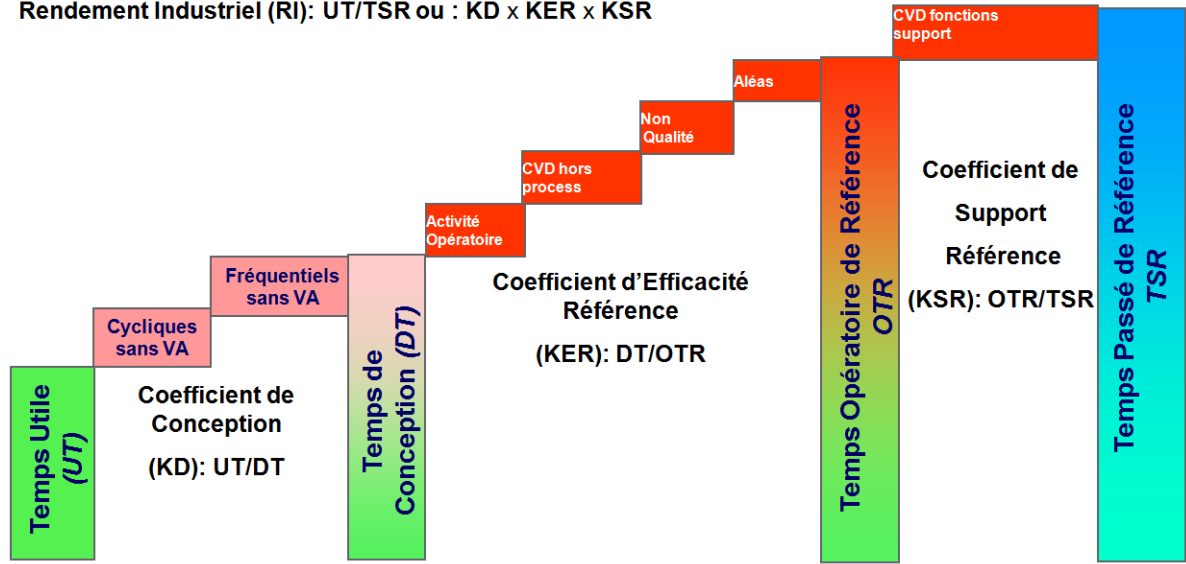 Rendement Industriel (RI): UT/TSR ou : KD x KER x KSR
CVD fonctions
support
Aléas
Non
Qualité
CVD hors
process
Activité
Opératoire
Fréquentiels
sans VA
Cycliques
sans VA
Temps Utile
(UT)
Coefficient de
Conception
(KD): UT/DT
Temps de
Conception (DT)
Coefficient d’Efficacité
Référence
(KER): DT/OTR
Temps Opératoire de Référence
OTR
Coefficient de
Support
Référence
(KSR): OTR/TSR
Temps Passé de Référence
TSR